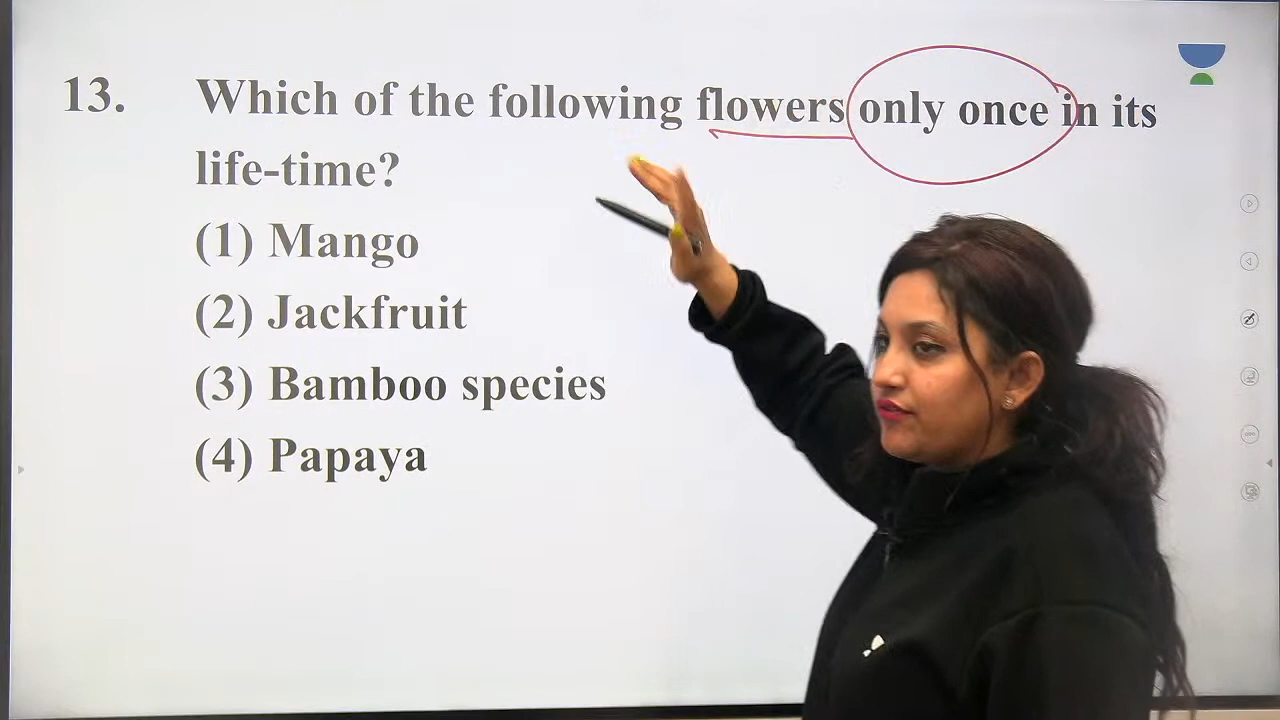 13. Which of the following flowers only once in its
life-time?
(1) Mango
(2) Jackfruit
(3) Bamboo species
(4) Papaya